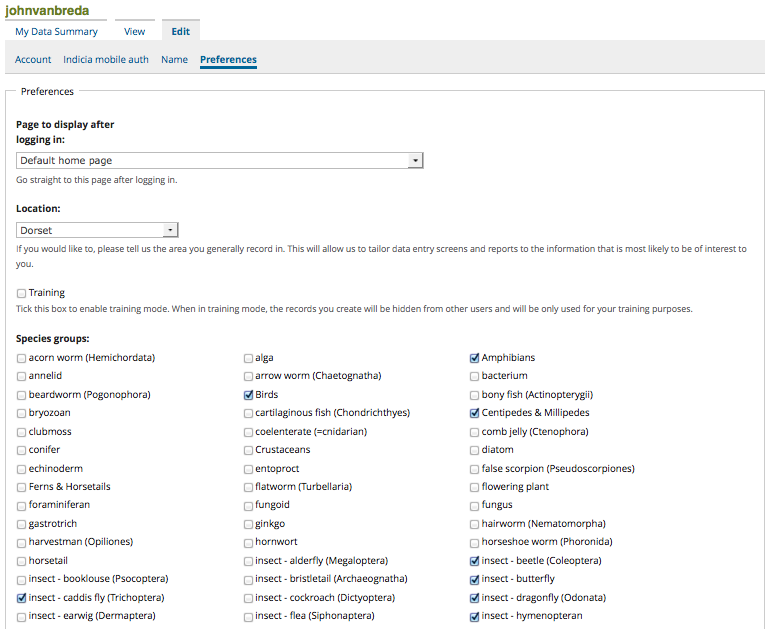 johnvanbreda
My Data Summary View Edit
Account Indicia mobile auth Name Preferences
Preferences
Page to display after
logging in:
Default home page
Go straight to this page after logging in.
Location:
Dorset
If you would like to, please tell us the area you generally record in. This will allow us to tailor data entry screens and reports to the information that is most likely to be of interest to
you.
Training
Tick this box to enable training mode. When in training mode, the records you create will be hidden from other users and will be only used for your training purposes.
Species groups:
acorn worm (Hemichordata) alga Amphibians
annelid arrow worm (Chaetognatha) bacterium
beardworm (Pogonophora) Birds bony fish (Actinopterygii)
bryozoan cartilaginous fish (Chondrichthyes) Centipedes & Millipedes
clubmoss coelenterate (=cnidarian) comb jelly (Ctenophora)
conifer Crustaceans diatom
echinoderm entoproct false scorpion (Pseudoscorpiones)
Ferns & Horsetails flatworm (Turbellaria) flowering plant
foraminiferan fungoid fungus
gastrotrich ginkgo hairworm (Nematomorpha)
harvestman (Opiliones) hornwort horseshoe worm (Phoronida)
horsetail insect - alderfly (Megaloptera) insect - beetle (Coleoptera)
insect - booklouse (Psocoptera) insect - bristletail (Archaeognatha) insect - butterfly
insect - caddis fly (Trichoptera) insect - cockroach (Dictyoptera) insect - dragonfly (Odonata)
insect - earwig (Dermaptera) insect - flea (Siphonaptera) insect - hymenopteran